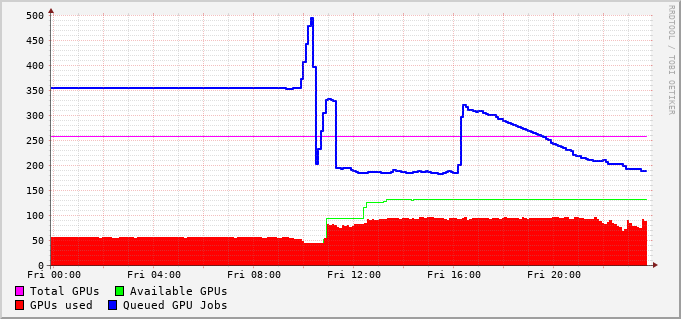 500
450
400
350
300
250
200
150
100
50
0
Fri 00:00 Fri 04:00 Fri 08:00 Fri 12:00 Fri 16:00 Fri 20:00
Total GPUs Available GPUs
GPUs used Queued GPU Jobs
RRDTOOL / TOBI OETIKER